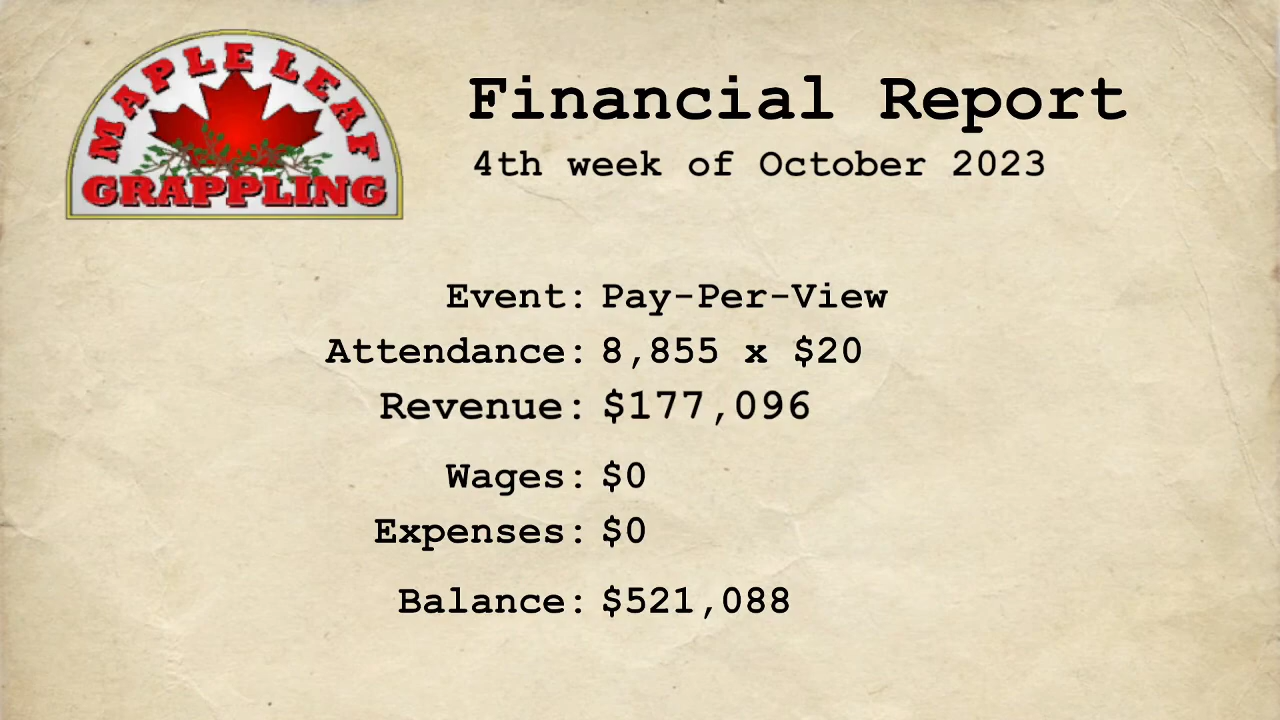 MAPLE LEAF
GRAPPLING
Financial Report
4th week of October 2023
Event: Pay-Per-View
Attendance: 8,855 x $20
Revenue: $177,096
Wages: $0
Expenses: $0
Balance: $521,088